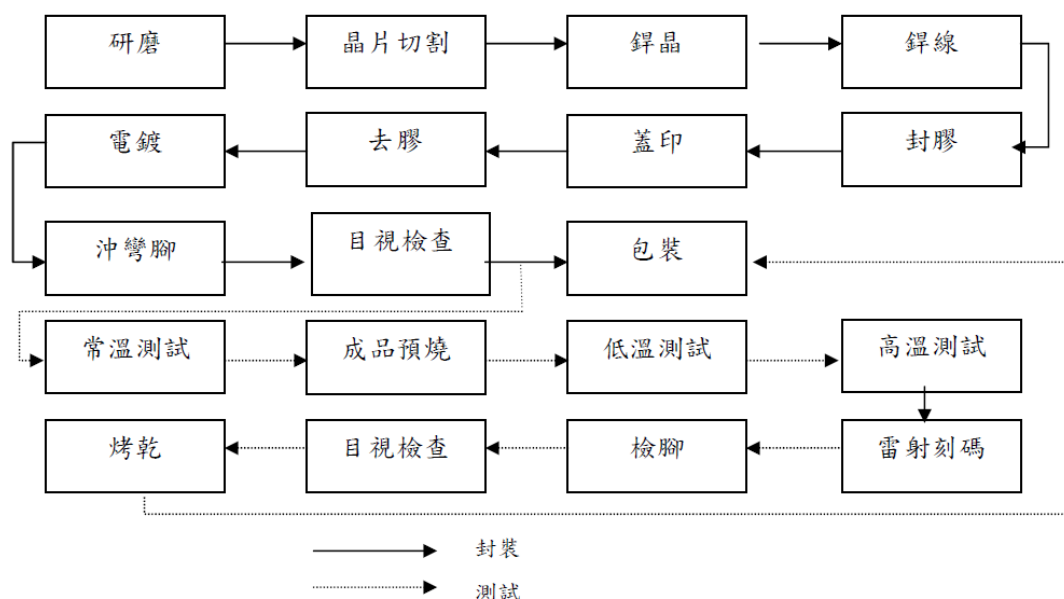 研磨
晶片切割
銲晶
銲線
電鍍
去膠
蓋印
封膠
沖彎腳
目視檢查
包裝
常溫測試
成品預燒
低溫測試
高溫測試
烤乾
目視檢查
檢腳
雷射刻碼
封裝
測試